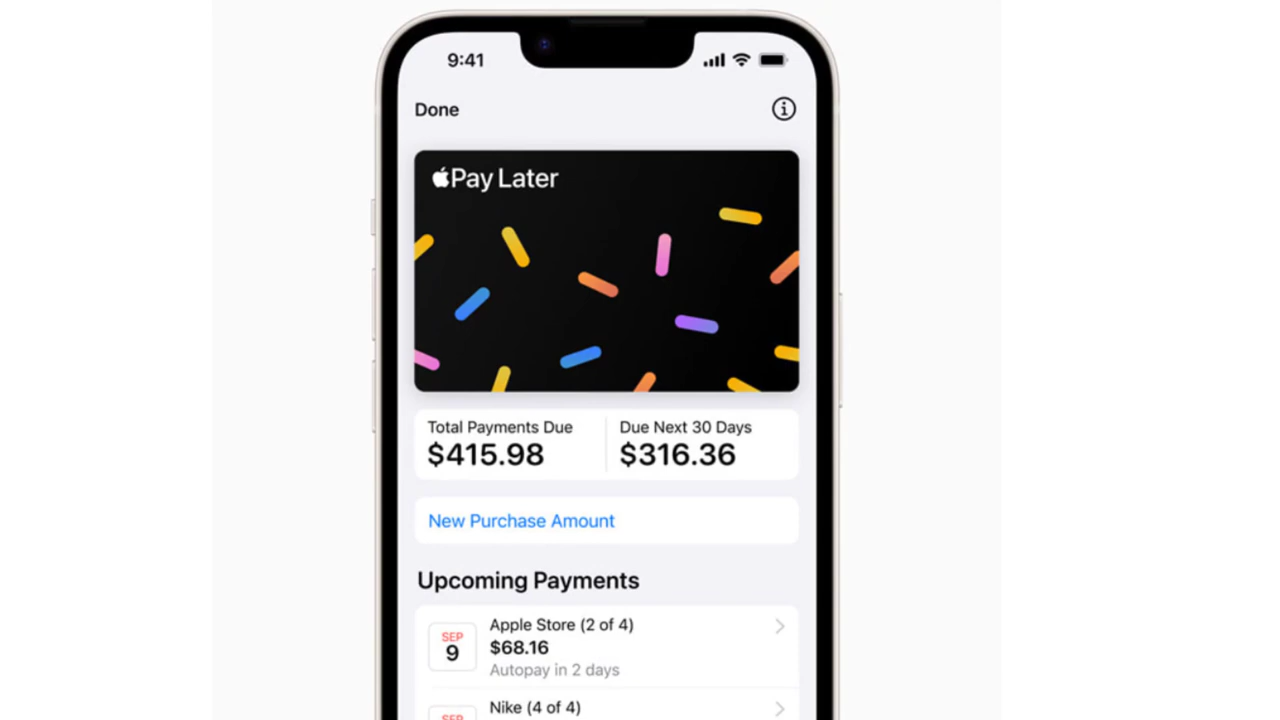 9:41
Done
Pay Later
Total Payments Due
$415.98
Due Next 30 Days
$316.36
New Purchase Amount
Upcoming Payments
SEP
9
Apple Store (2 of 4)
$68.16
Autopay in 2 days
SEP
Nike (4 of 4)